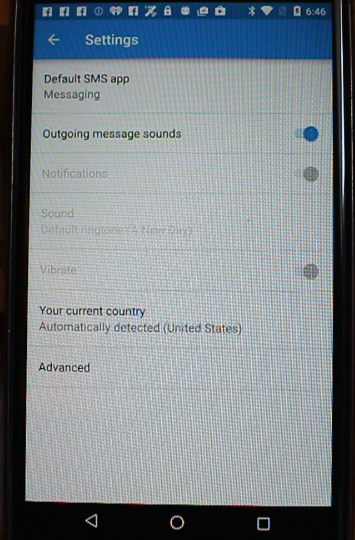 6:46
Settings
Default SMS app
Messaging
Outgoing message sounds
Notifications
Sound
Default ringtone (A New Day)
Vibrate
Your current country
Automatically detected (United States)
Advanced